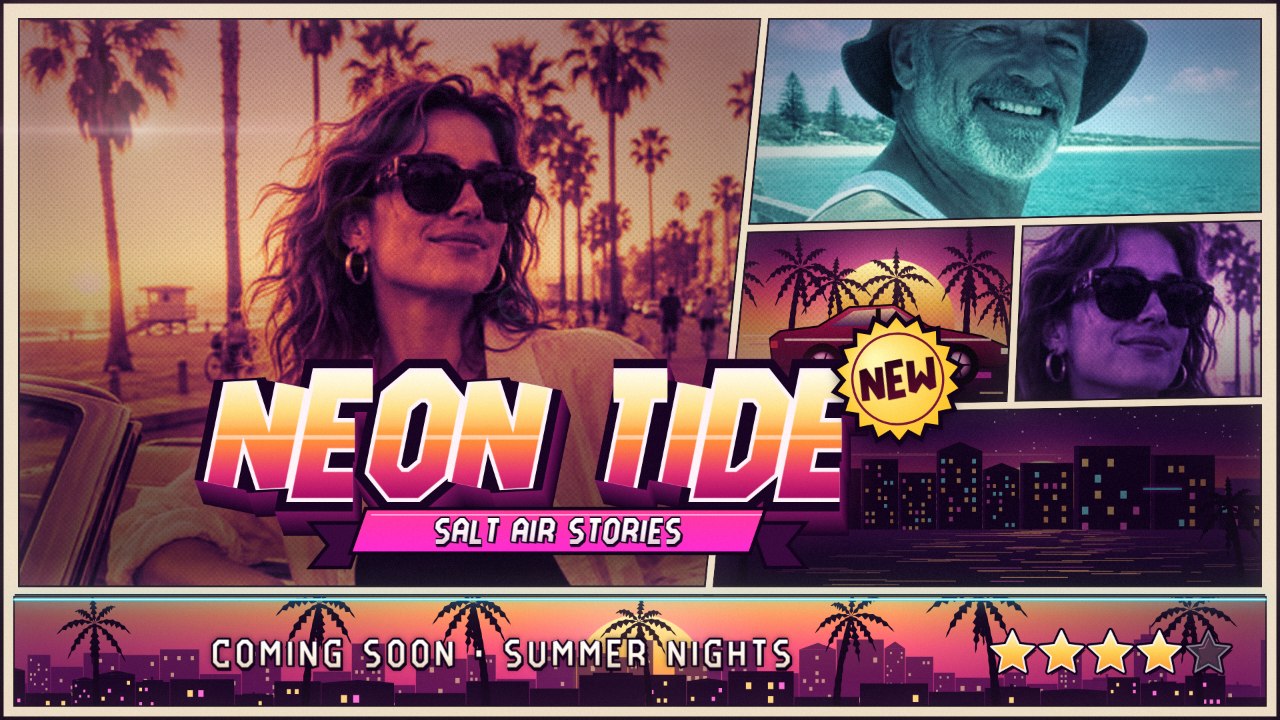 NEON TIDE
NEW
SALT AIR STORIES
COMING SOON · SUMMER NIGHTS